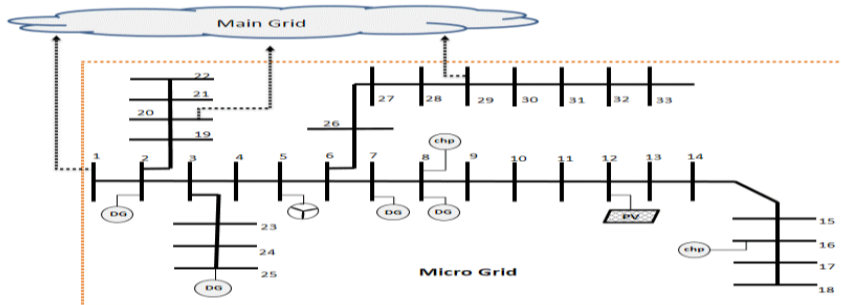 Main Grid
22
21
20
19
27 28 29 30 31 32 33
26
chp
1 2 3 4 5 6 7 8 9 10 11 12 13 14
DG
DG
DG
PV
15
23
24
chp
16
25
17
DG
Micro Grid
18